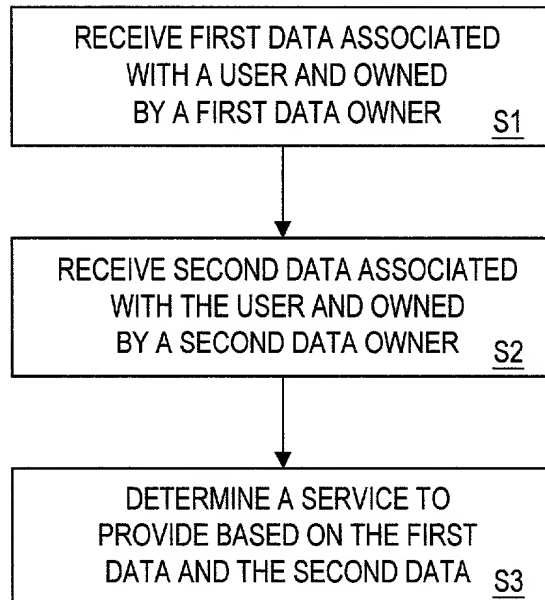 RECEIVE FIRST DATA ASSOCIATED
WITH A USER AND OWNED
BY A FIRST DATA OWNER
S1
RECEIVE SECOND DATA ASSOCIATED
WITH THE USER AND OWNED
BY A SECOND DATA OWNER
S2
DETERMINE A SERVICE TO
PROVIDE BASED ON THE FIRST
DATA AND THE SECOND DATA
S3